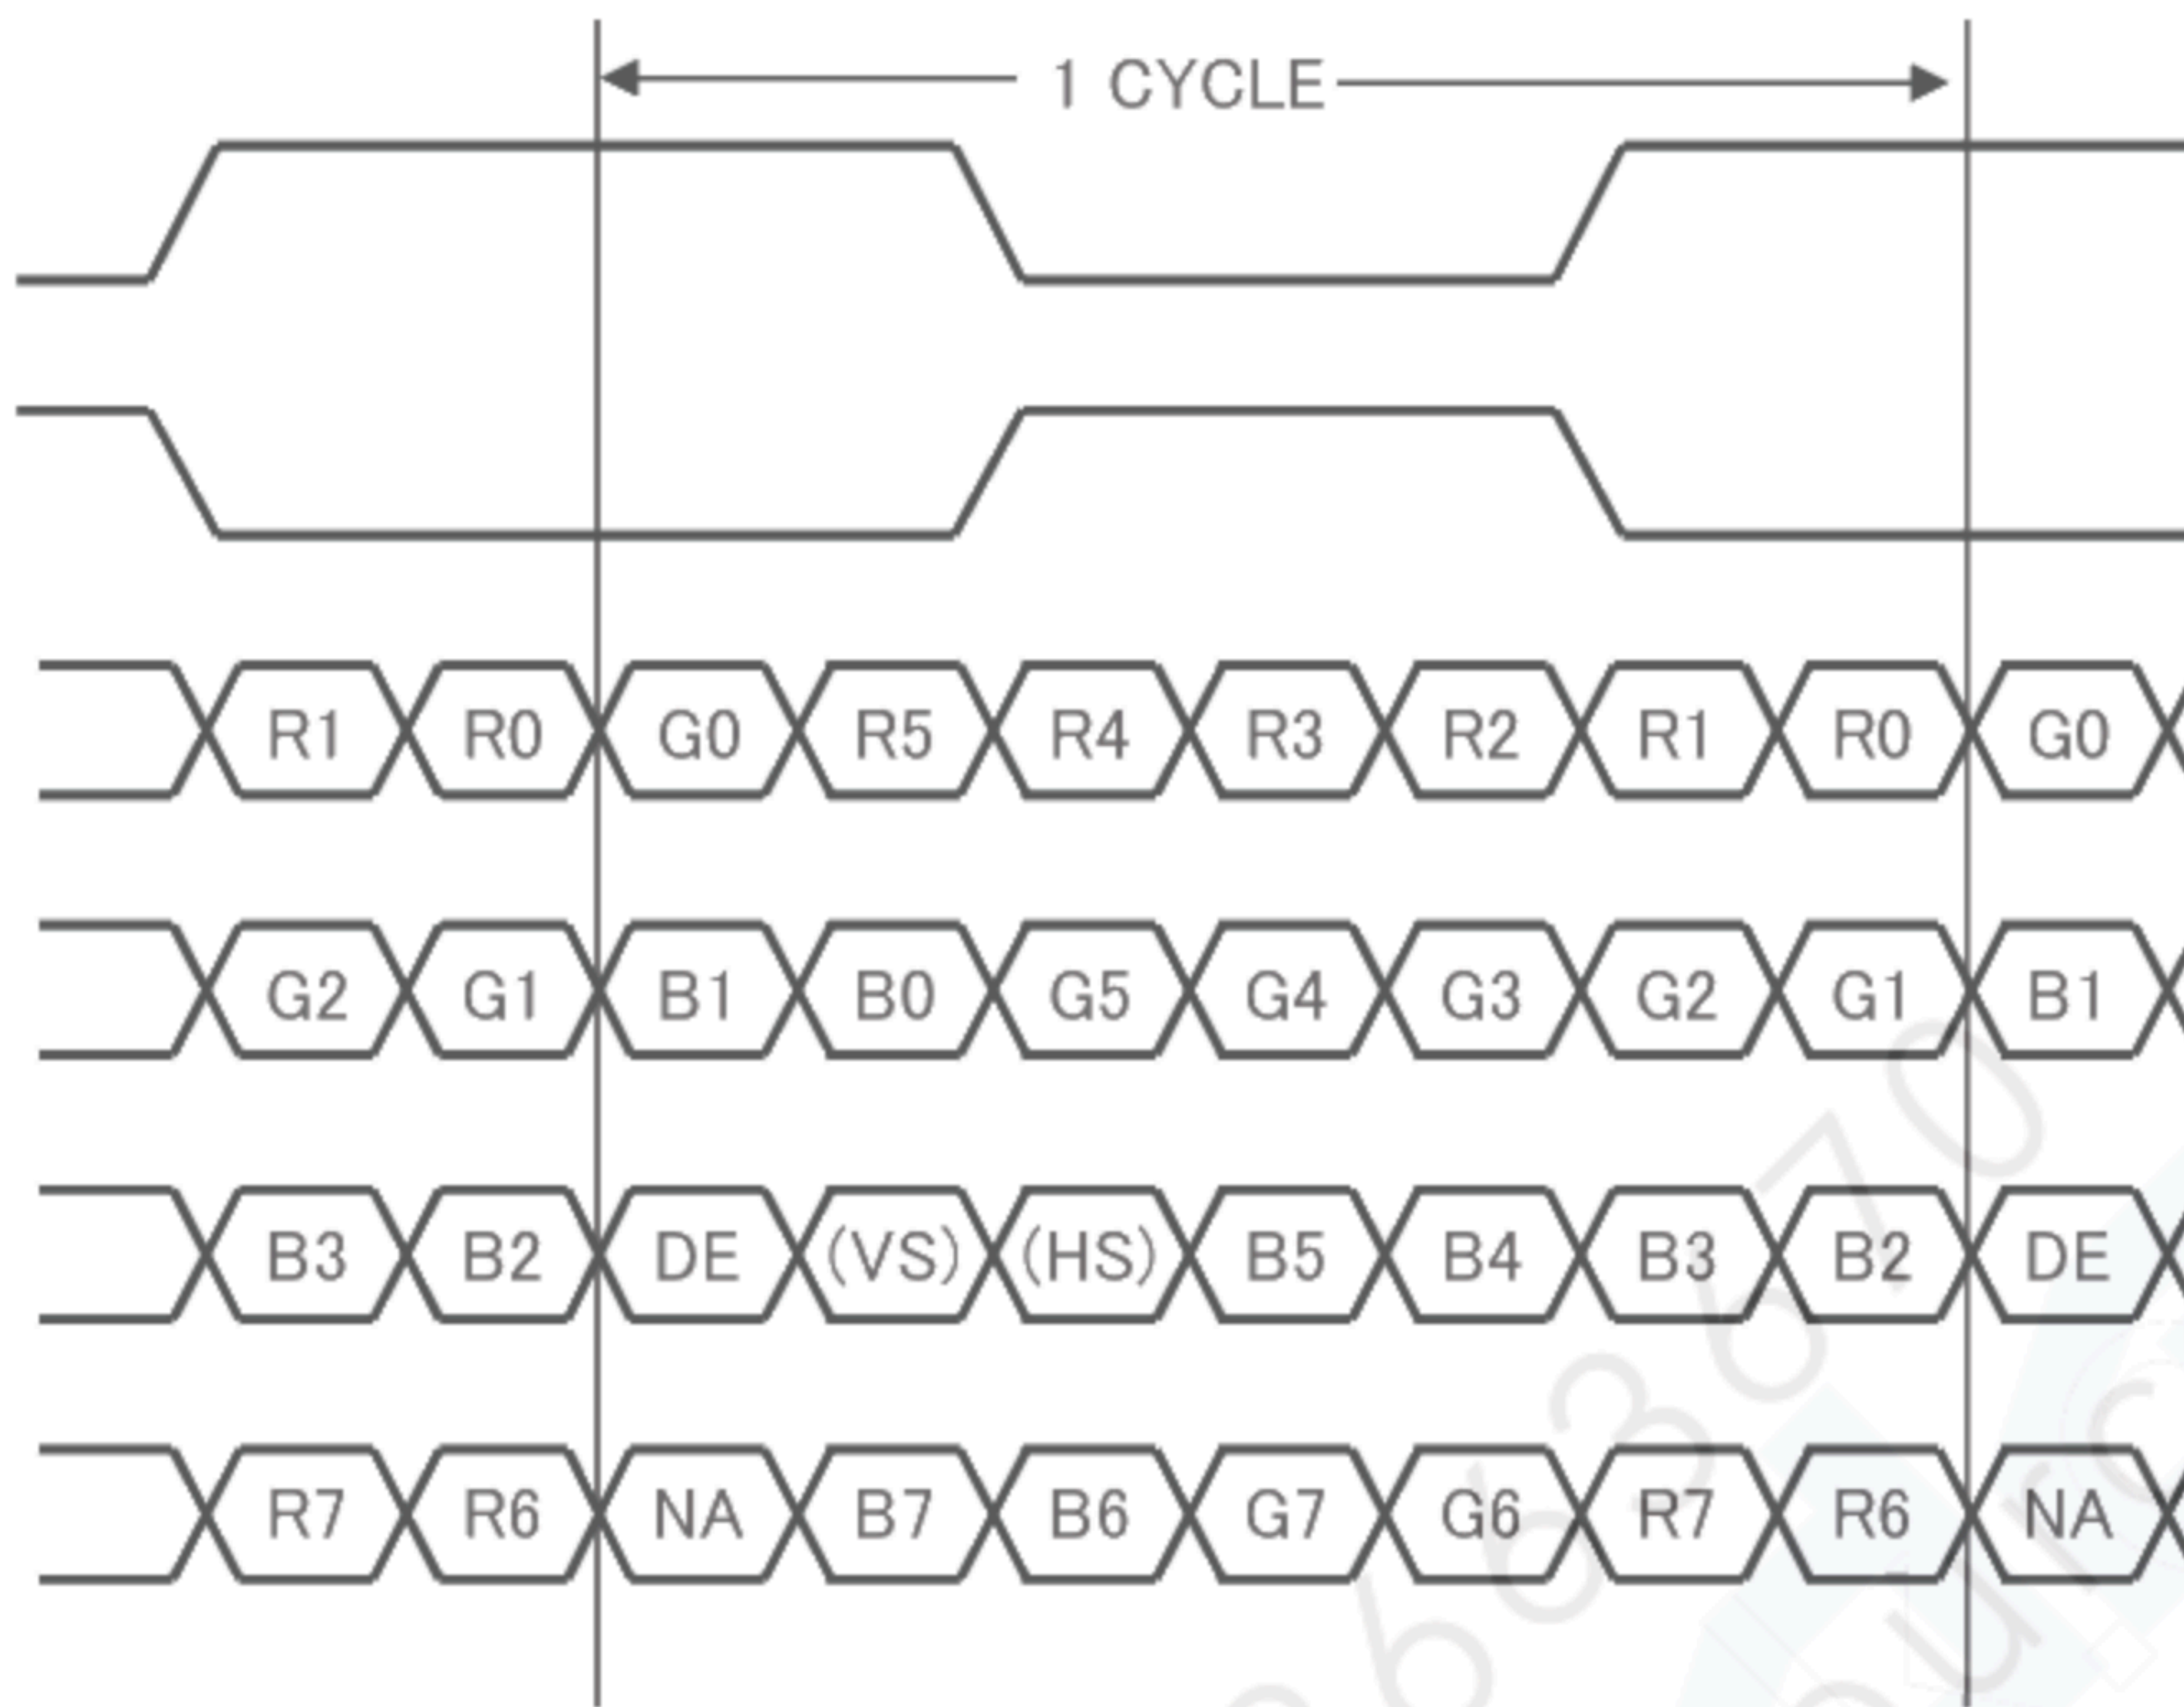 1 CYCLE
R1 R0 G0 R5 R4 R3 R2 R1 R0 G0
G2 G1 B1 B0 G5 G4 G3 G2 G1 B1
B3 B2 DE (VS) (HS) B5 B4 B3 B2 DE
R7 R6 NA B7 B6 G7 G6 R7 R6 NA